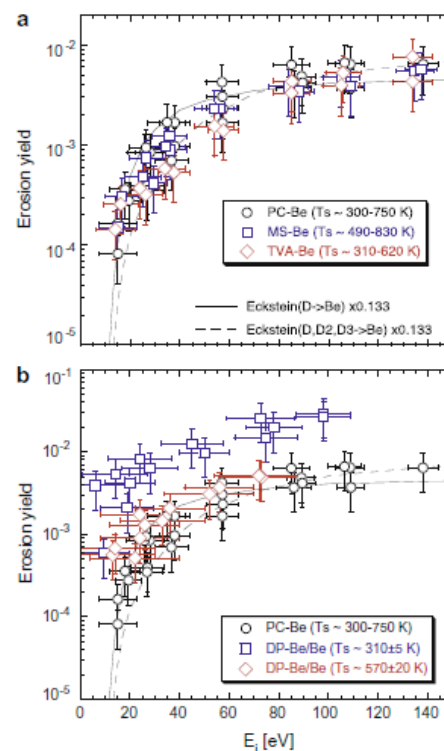 a
10⁻²
10⁻³
10⁻⁴
10⁻⁵
Erosion yield
PC-Be (Ts ~ 300-750 K)
MS-Be (Ts ~ 490-830 K)
TVA-Be (Ts ~ 310-620 K)
Eckstein(D->Be) x0.133
Eckstein(D,D2,D3->Be) x0.133
b
10⁻¹
10⁻²
10⁻³
10⁻⁴
10⁻⁵
Erosion yield
PC-Be (Ts ~ 300-750 K)
DP-Be/Be (Ts ~ 310±5 K)
DP-Be/Be (Ts ~ 570±20 K)
0 20 40 60 80 100 120 140
Eᵢ [eV]